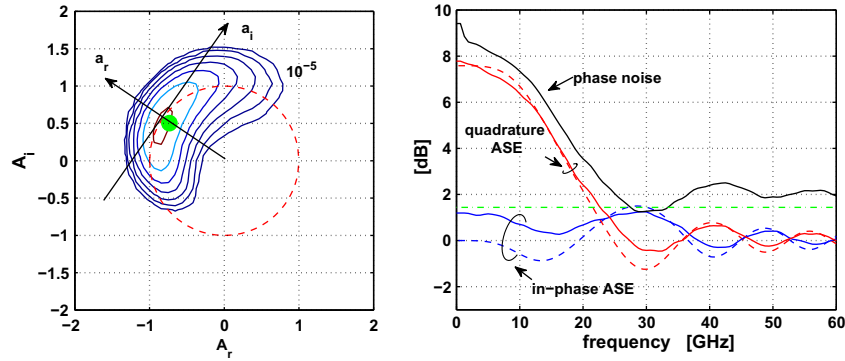 2
1.5
1
0.5
0
−0.5
−1
−1.5
−2
−2
−1
0
1
2
A_i
A_r
a_r
a_i
10^−5
10
8
6
4
2
0
−2
0
10
20
30
40
50
60
[dB]
frequency [GHz]
phase noise
quadrature
ASE
in−phase ASE